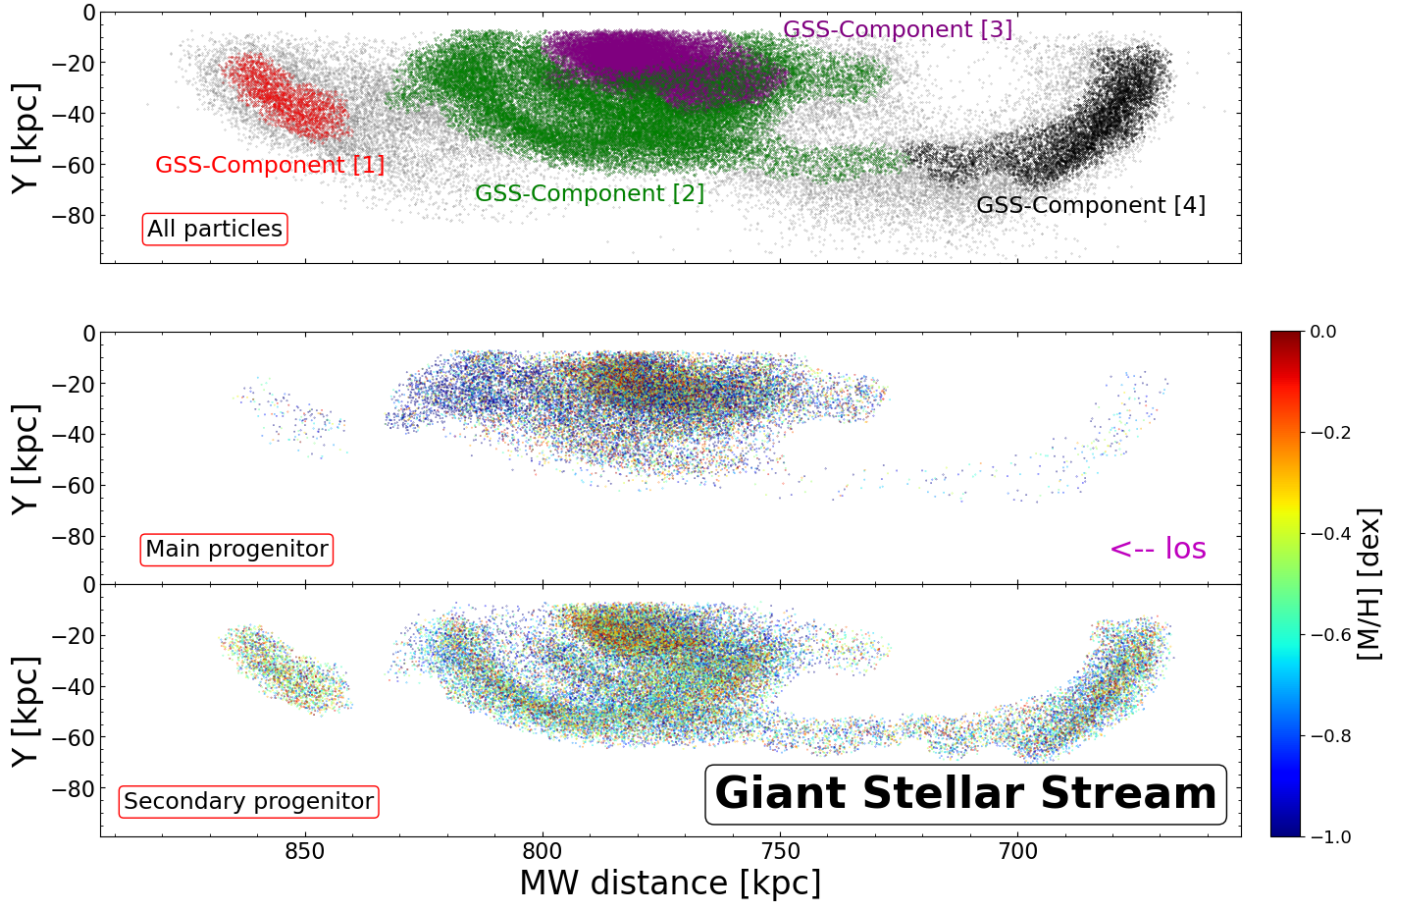 0
−20
−40
−60
−80
Y [kpc]
GSS-Component [3]
GSS-Component [1]
GSS-Component [2]
GSS-Component [4]
All particles
0
−20
−40
−60
−80
Y [kpc]
Main progenitor
<-- los
0
−20
−40
−60
−80
Y [kpc]
Secondary progenitor
Giant Stellar Stream
850
800
750
700
MW distance [kpc]
0.0
−0.2
−0.4
−0.6
−0.8
−1.0
[M/H] [dex]